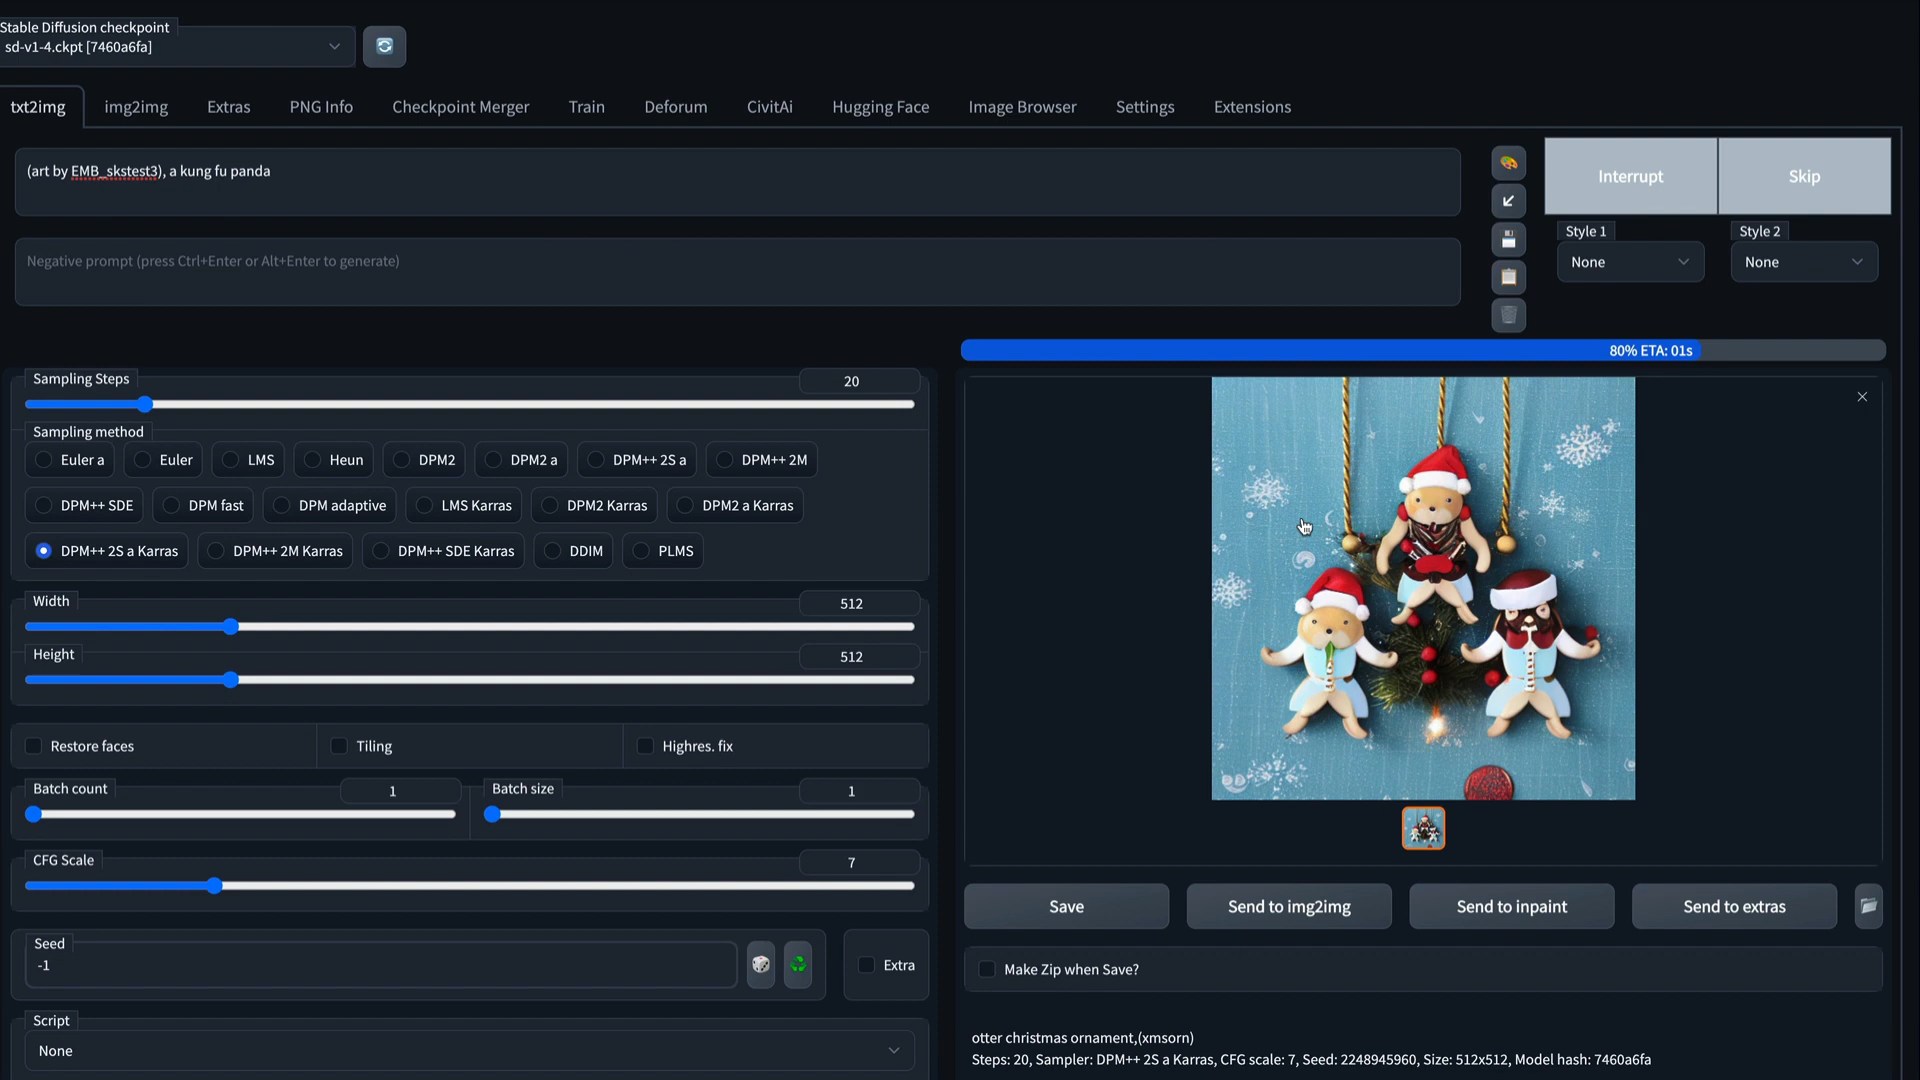 Stable Diffusion checkpoint
sd-v1-4.ckpt [7460a6fa]
txt2img img2img Extras PNG Info Checkpoint Merger Train Deforum CivitAi Hugging Face Image Browser Settings Extensions
(art by EMB_skstest3), a kung fu panda
Interrupt Skip
Style 1 Style 2
None None
Negative prompt (press Ctrl+Enter or Alt+Enter to generate)
80% ETA: 01s
Sampling Steps 20
Sampling method
Euler a Euler LMS Heun DPM2 DPM2 a DPM++ 2S a DPM++ 2M
DPM++ SDE DPM fast DPM adaptive LMS Karras DPM2 Karras DPM2 a Karras
DPM++ 2S a Karras DPM++ 2M Karras DPM++ SDE Karras DDIM PLMS
Width 512
Height 512
Restore faces Tiling Highres. fix
Batch count 1 Batch size 1
CFG Scale 7
Seed
-1
Extra
Script
None
Save Send to img2img Send to inpaint Send to extras
Make Zip when Save?
otter christmas ornament,(xmsorn)
Steps: 20, Sampler: DPM++ 2S a Karras, CFG scale: 7, Seed: 2248945960, Size: 512x512, Model hash: 7460a6fa